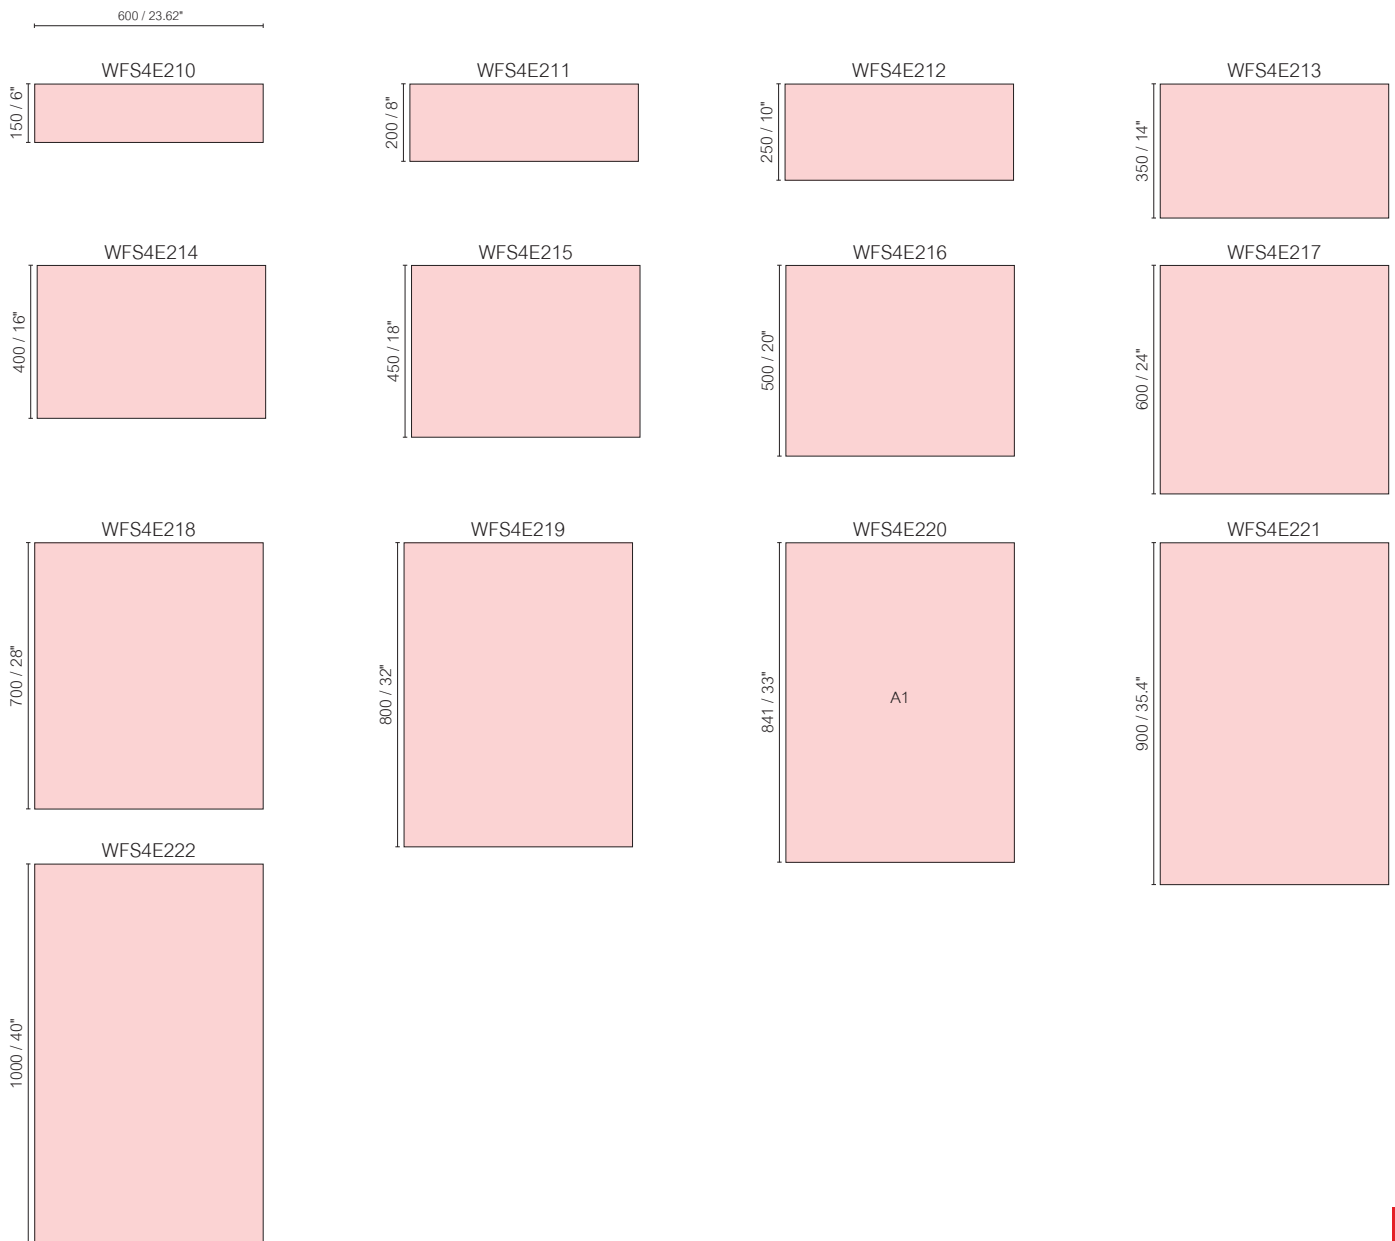 600 / 23.62"
WFS4E210
150 / 6"
WFS4E211
200 / 8"
WFS4E212
250 / 10"
WFS4E213
350 / 14"
WFS4E214
400 / 16"
WFS4E215
450 / 18"
WFS4E216
500 / 20"
WFS4E217
600 / 24"
WFS4E218
700 / 28"
WFS4E219
800 / 32"
WFS4E220
841 / 33"
A1
WFS4E221
900 / 35.4"
WFS4E222
1000 / 40"